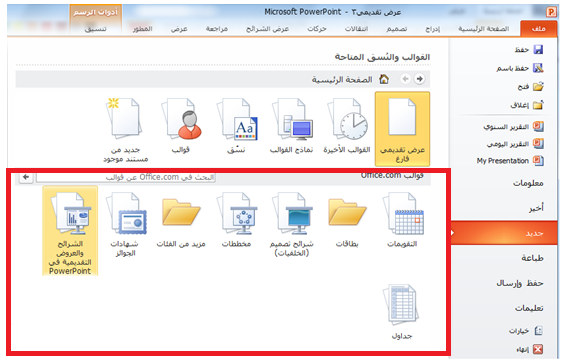 عرض تقديمي٣ - Microsoft PowerPoint
أدوات الرسم
ملف الصفحة الرئيسية إدراج تصميم انتقالات حركات عرض الشرائح مراجعة عرض المطور تنسيق
حفظ
حفظ باسم
فتح
إغلاق
التقرير السنوي
التقرير اليومي
My Presentation
معلومات
أخير
جديد
طباعة
حفظ وإرسال
تعليمات
خيارات
إنهاء
القوالب والنُسق المتاحة
الصفحة الرئيسية
عرض تقديمي
فارغ
القوالب الأخيرة
نماذج القوالب
نسُق
قوالب
جديد من
مستند موجود
قوالب Office.com
البحث في Office.com عن قوالب
التقويمات
بطاقات
شرائح تصميم
(الخلفيات)
مخططات
مزيد من الفئات
شهادات
الجوائز
الشرائح
والعروض
التقديمية في
PowerPoint
جداول